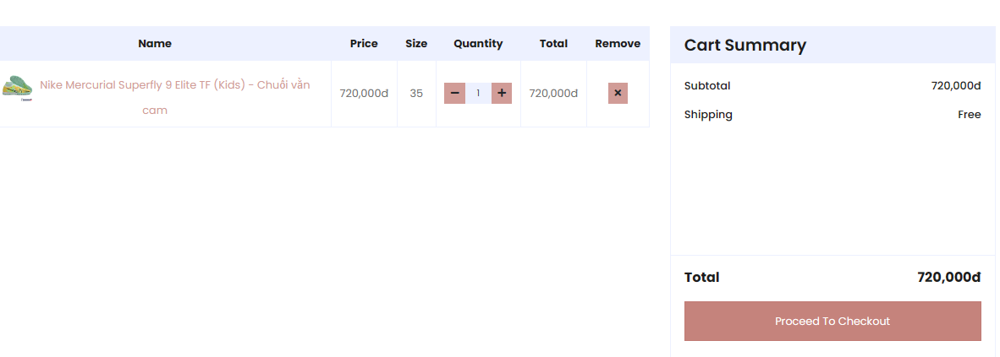 Name Price Size Quantity Total Remove
Nike Mercurial Superfly 9 Elite TF (Kids) - Chuối vằn
cam
720,000đ 35 1 720,000đ
Cart Summary
Subtotal 720,000đ
Shipping Free
Total 720,000đ
Proceed To Checkout